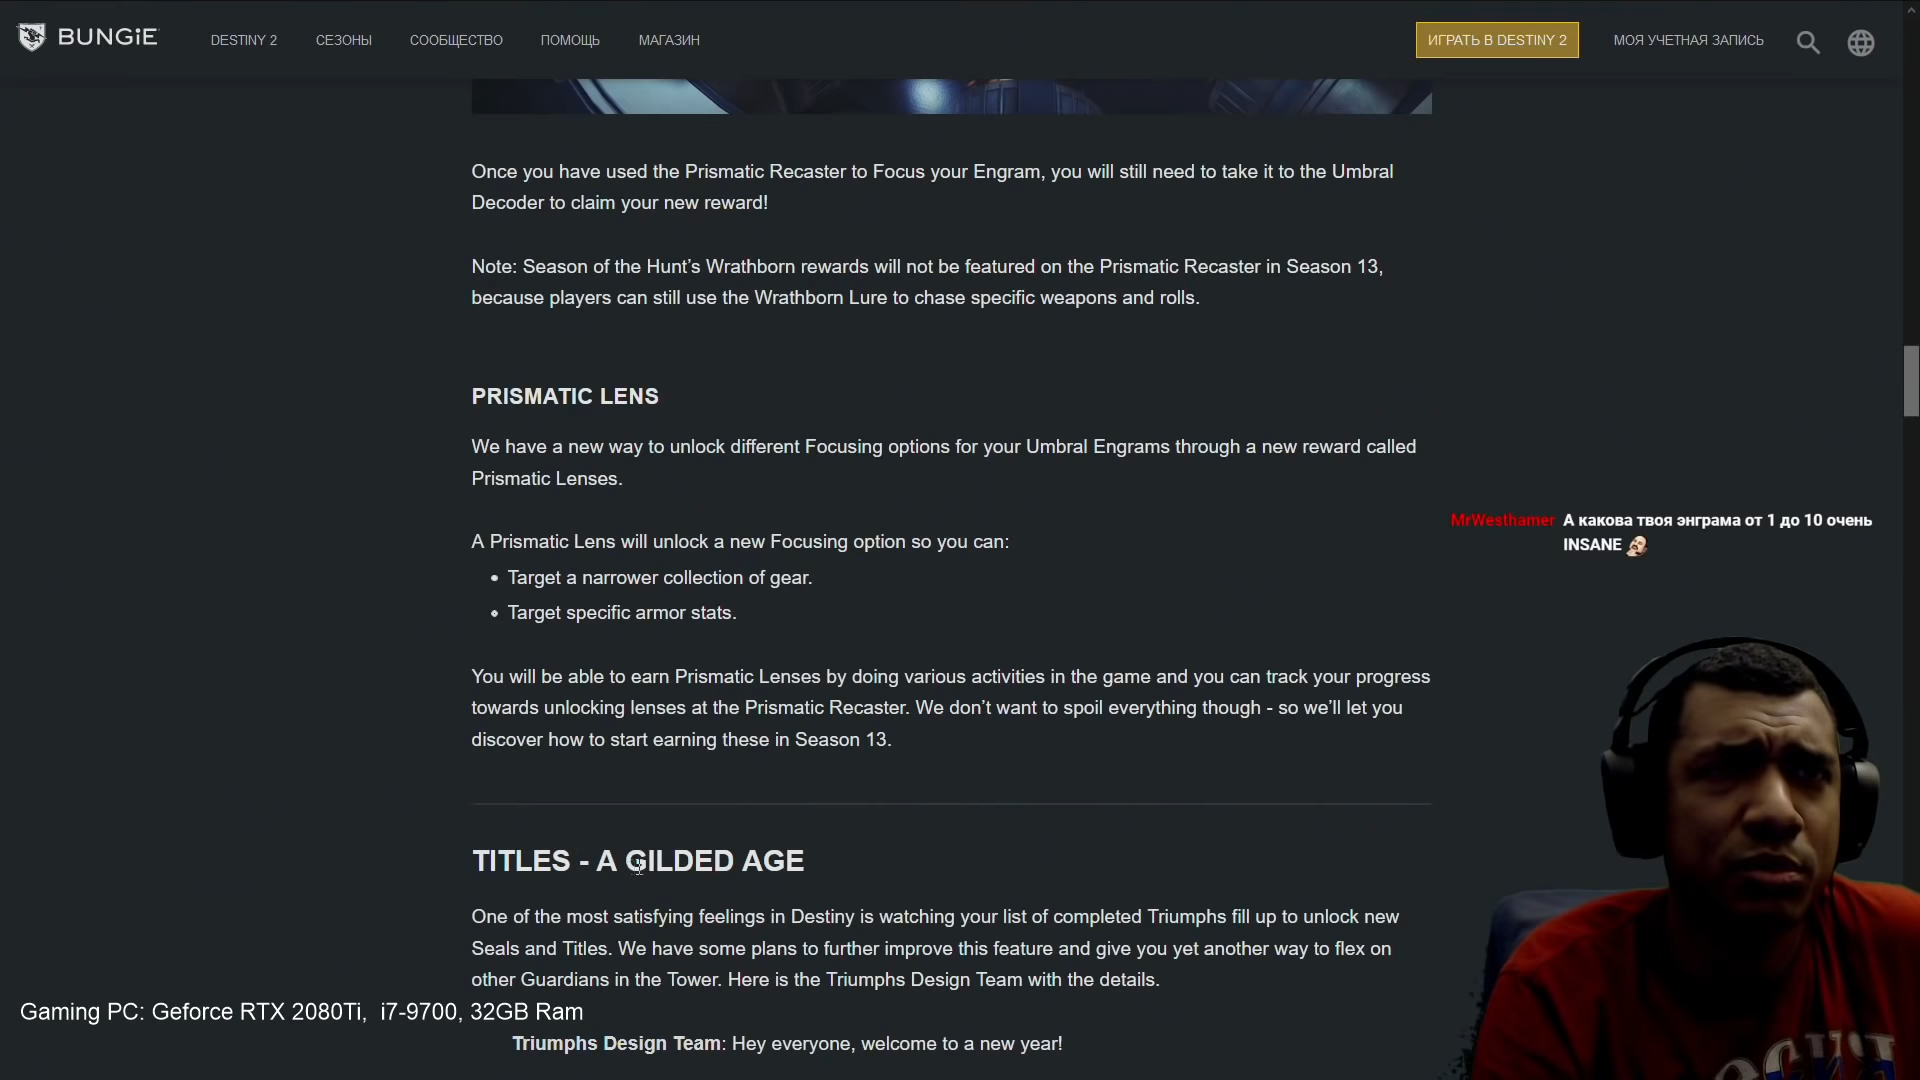 BUNGiE DESTINY 2 СЕЗОНЫ СООБЩЕСТВО ПОМОЩЬ МАГАЗИН ИГРАТЬ В DESTINY 2 МОЯ УЧЕТНАЯ ЗАПИСЬ
Once you have used the Prismatic Recaster to Focus your Engram, you will still need to take it to the Umbral
Decoder to claim your new reward!
Note: Season of the Hunt’s Wrathborn rewards will not be featured on the Prismatic Recaster in Season 13,
because players can still use the Wrathborn Lure to chase specific weapons and rolls.
PRISMATIC LENS
We have a new way to unlock different Focusing options for your Umbral Engrams through a new reward called
Prismatic Lenses.
MrWesthamer А какова твоя энграма от 1 до 10 очень
INSANE
A Prismatic Lens will unlock a new Focusing option so you can:
• Target a narrower collection of gear.
• Target specific armor stats.
You will be able to earn Prismatic Lenses by doing various activities in the game and you can track your progress
towards unlocking lenses at the Prismatic Recaster. We don’t want to spoil everything though - so we’ll let you
discover how to start earning these in Season 13.
TITLES - A GILDED AGE
One of the most satisfying feelings in Destiny is watching your list of completed Triumphs fill up to unlock new
Seals and Titles. We have some plans to further improve this feature and give you yet another way to flex on
other Guardians in the Tower. Here is the Triumphs Design Team with the details.
Gaming PC: Geforce RTX 2080Ti, i7-9700, 32GB Ram
Triumphs Design Team: Hey everyone, welcome to a new year!